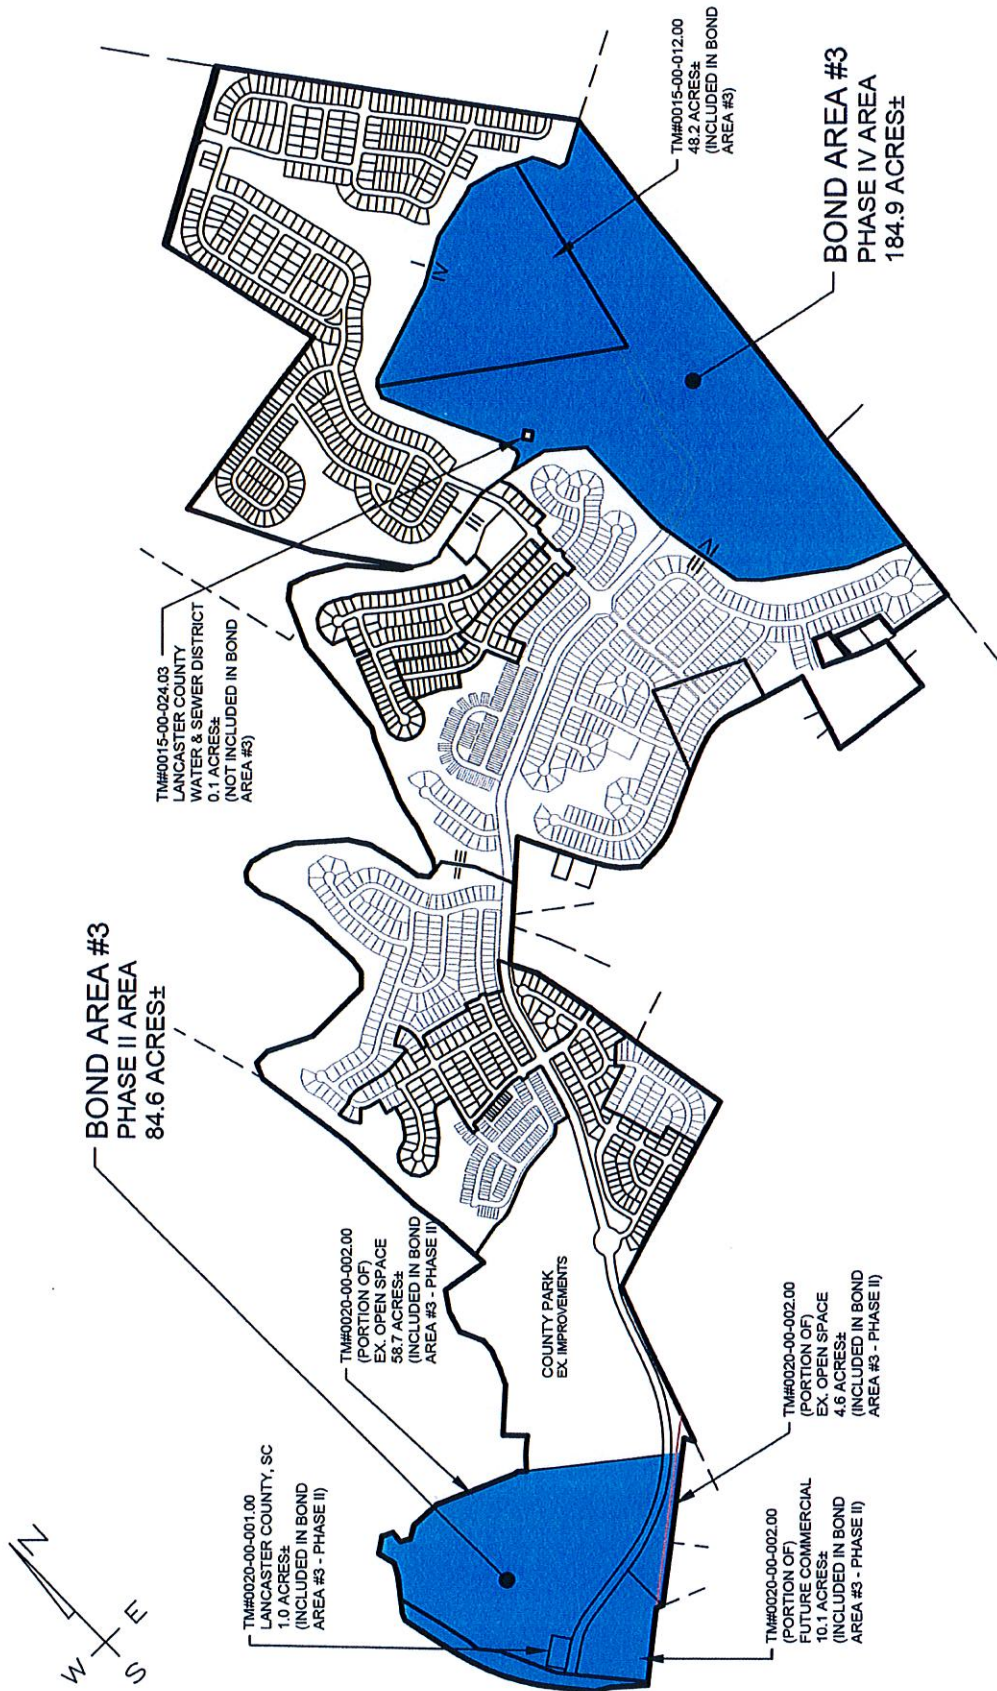 TM#0015-00-012.00
48.2 ACRES±
(INCLUDED IN BOND
AREA #3)
BOND AREA #3
PHASE IV AREA
184.9 ACRES±
I
IV
TM#0015-00-024.03
LANCASTER COUNTY
WATER & SEWER DISTRICT
0.1 ACRES±
(NOT INCLUDED IN BOND
AREA #3)
III
IV
III
II
III
BOND AREA #3
PHASE II AREA
84.6 ACRES±
TM#0020-00-002.00
(PORTION OF)
EX. OPEN SPACE
58.7 ACRES±
(INCLUDED IN BOND
AREA #3 - PHASE II)
COUNTY PARK
EX IMPROVEMENTS
TM#0020-00-002.00
(PORTION OF)
EX. OPEN SPACE
4.6 ACRES±
(INCLUDED IN BOND
AREA #3 - PHASE II)
TM#0020-00-001.00
LANCASTER COUNTY, SC
1.0 ACRES±
(INCLUDED IN BOND
AREA #3 - PHASE II)
TM#0020-00-002.00
(PORTION OF)
FUTURE COMMERCIAL
10.1 ACRES±
(INCLUDED IN BOND
AREA #3 - PHASE II)
N
W
E
S